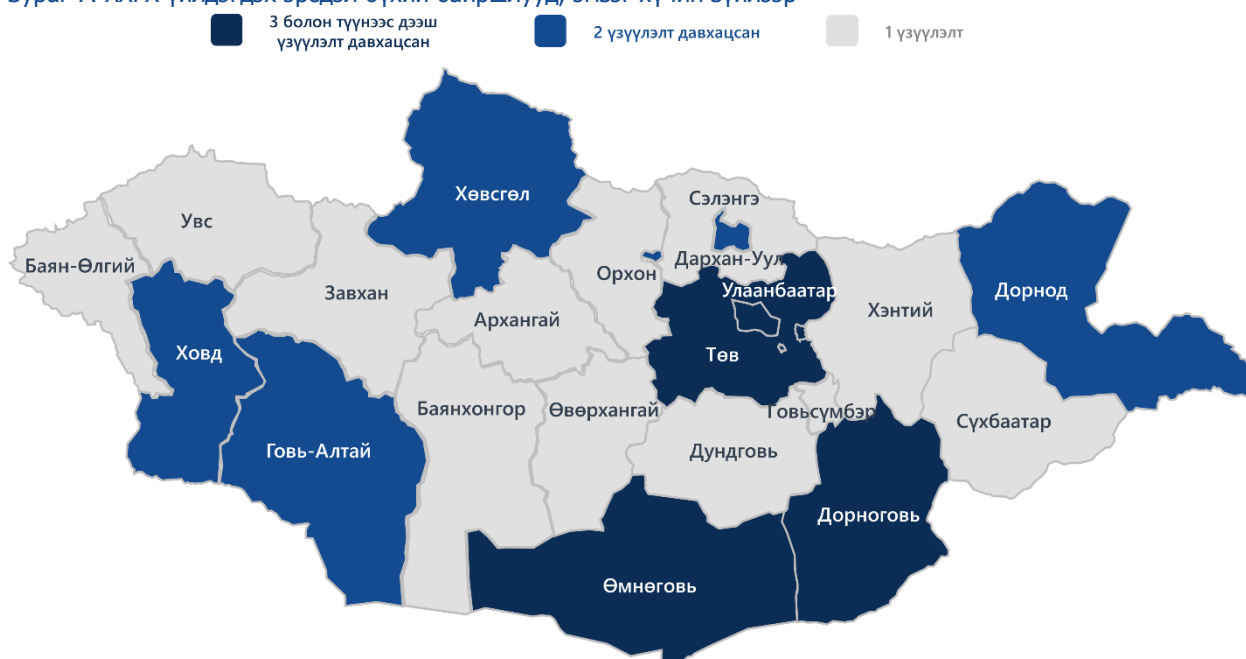 3 болон түүнээс дээш
үзүүлэлт давхацсан
2 үзүүлэлт давхацсан
1 үзүүлэлт
Хөвсгөл
Сэлэнгэ
Увс
Баян-Өлгий
Орхон
Дархан-Уул
Завхан
Улаанбаатар
Дорнод
Хэнтий
Архангай
Ховд
Төв
Баянхонгор
Өвөрхангай
Говьсүмбэр
Сүхбаатар
Говь-Алтай
Дундговь
Дорноговь
Өмнөговь